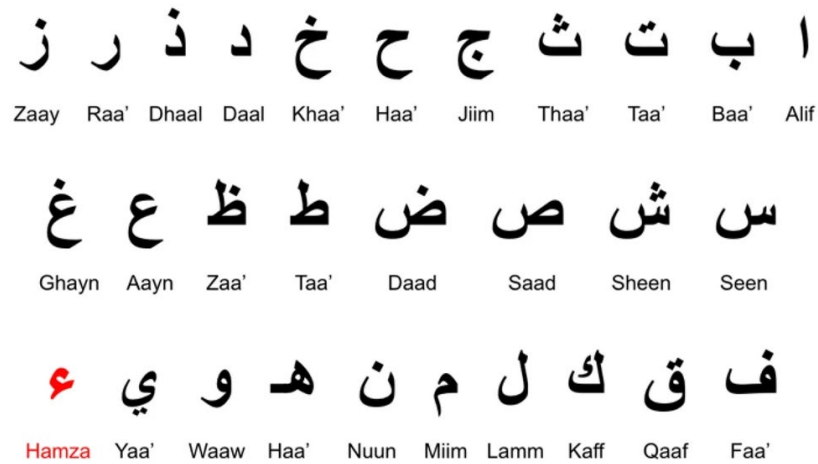 ا ب ت ث ج ح خ د ذ ر ز
Alif Baa’ Taa’ Thaa’ Jiim Haa’ Khaa’ Daal Dhaal Raa’ Zaay
س ش ص ض ط ظ ع غ
Seen Sheen Saad Daad Taa’ Zaa’ Aayn Ghayn
ف ق ك ل م ن هـ و ي ء
Faa’ Qaaf Kaff Lamm Miim Nuun Haa’ Waaw Yaa’ Hamza